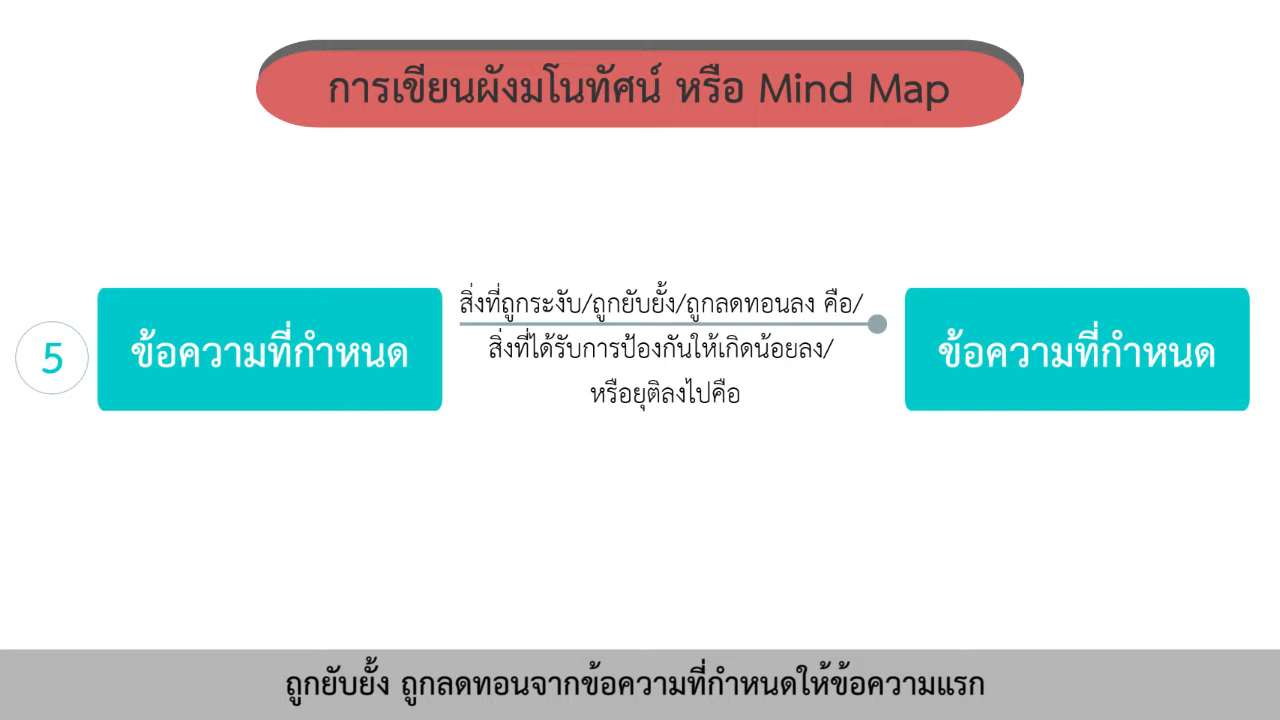 การเขียนผังมโนทัศน์ หรือ Mind Map
5
ข้อความที่กำหนด
สิ่งที่ถูกระงับ/ถูกยับยั้ง/ถูกลดทอนลง คือ/
สิ่งที่ได้รับการป้องกันให้เกิดน้อยลง/
หรือยุติลงไปคือ
ข้อความที่กำหนด
ถูกยับยั้ง ถูกลดทอนจากข้อความที่กำหนดให้ข้อความแรก